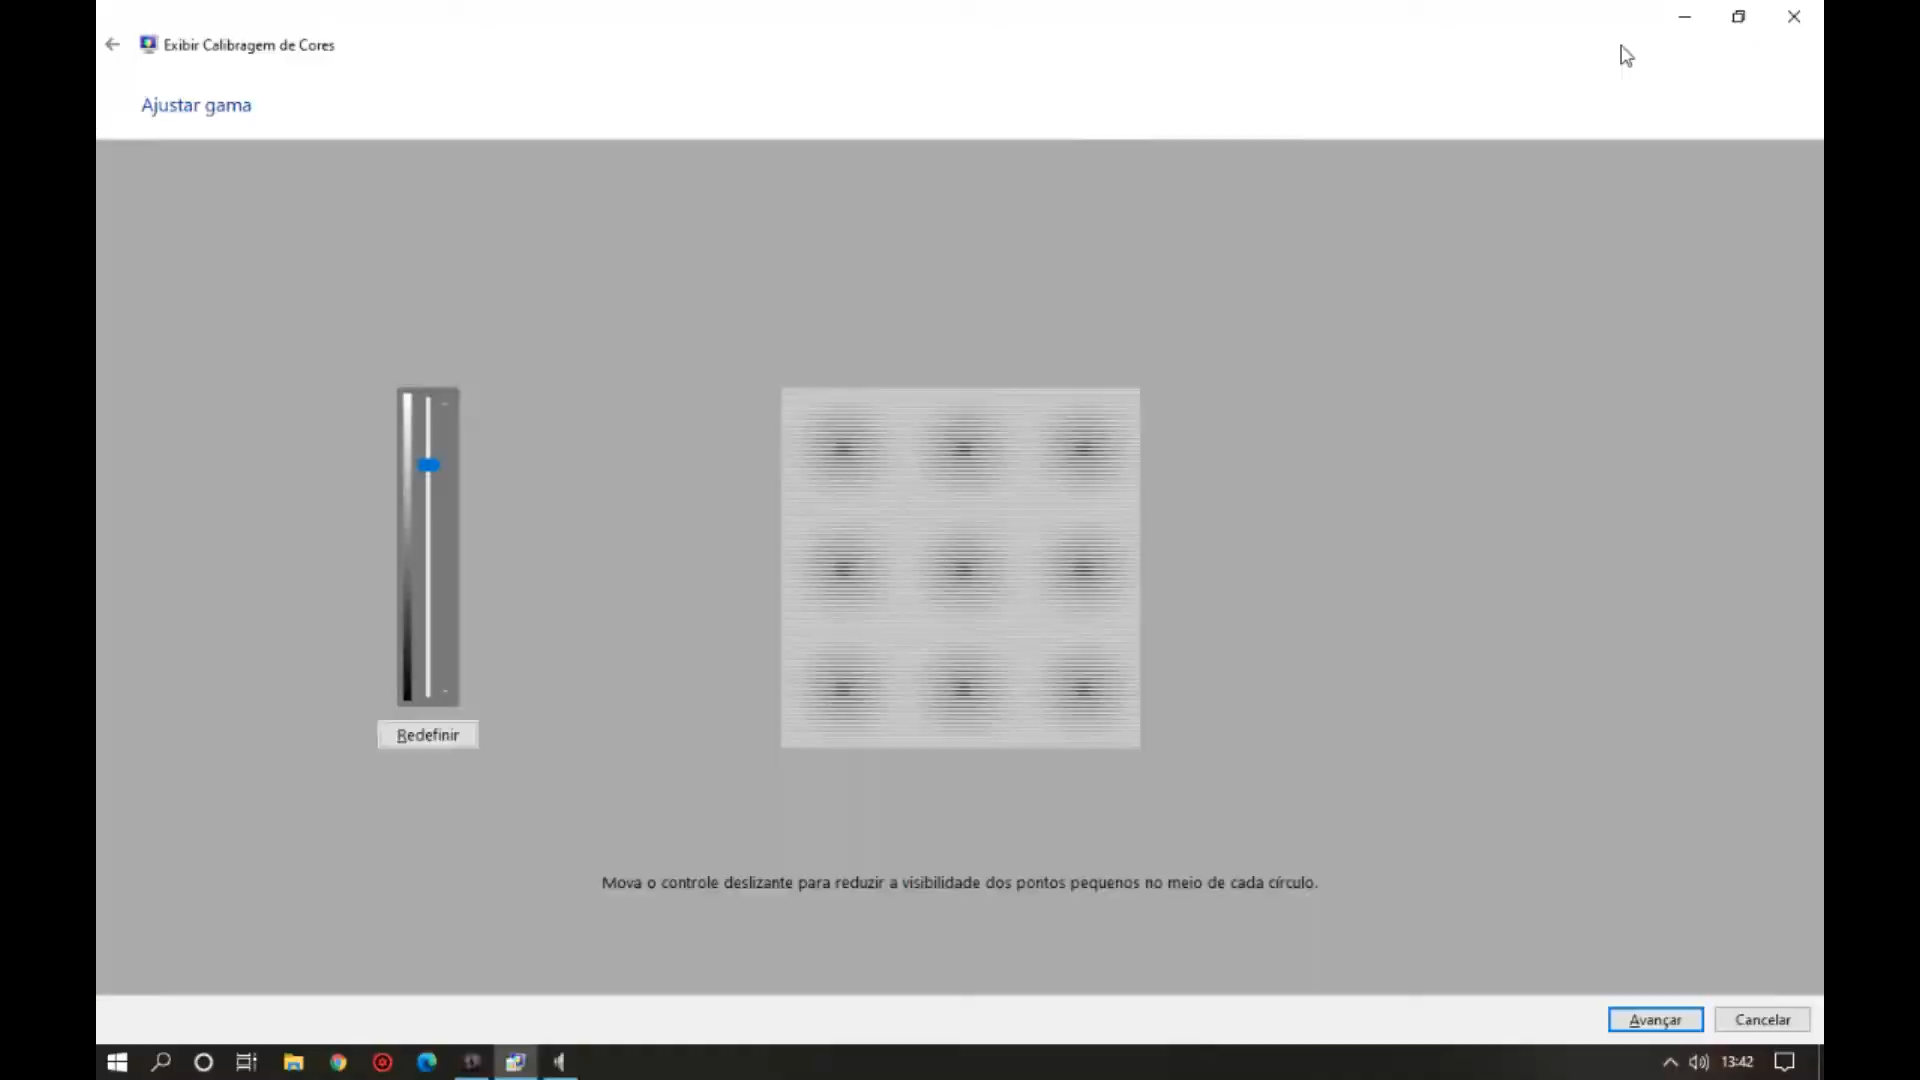 Exibir Calibragem de Cores
Ajustar gama
Redefinir
Mova o controle deslizante para reduzir a visibilidade dos pontos pequenos no meio de cada círculo.
Avançar
Cancelar
13:42